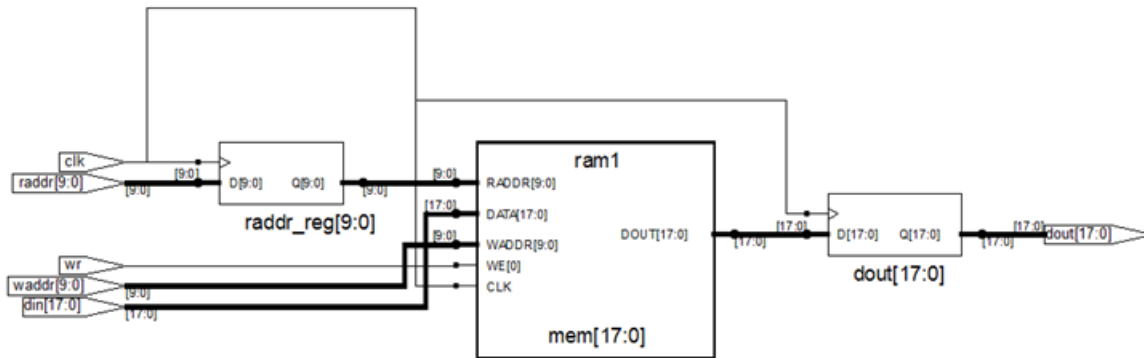 clk
raddr[9:0]
[9:0]
[9:0]
D[9:0] Q[9:0]
raddr_reg[9:0]
[9:0]
[9:0]
ram1
RADDR[9:0]
[17:0]
DATA[17:0]
[9:0]
WADDR[9:0]
WE[0]
CLK
DOUT[17:0]
mem[17:0]
wr
waddr[9:0]
[9:0]
din[17:0]
[17:0]
[17:0]
[17:0]
D[17:0] Q[17:0]
dout[17:0]
[17:0]
[17:0]
dout[17:0]